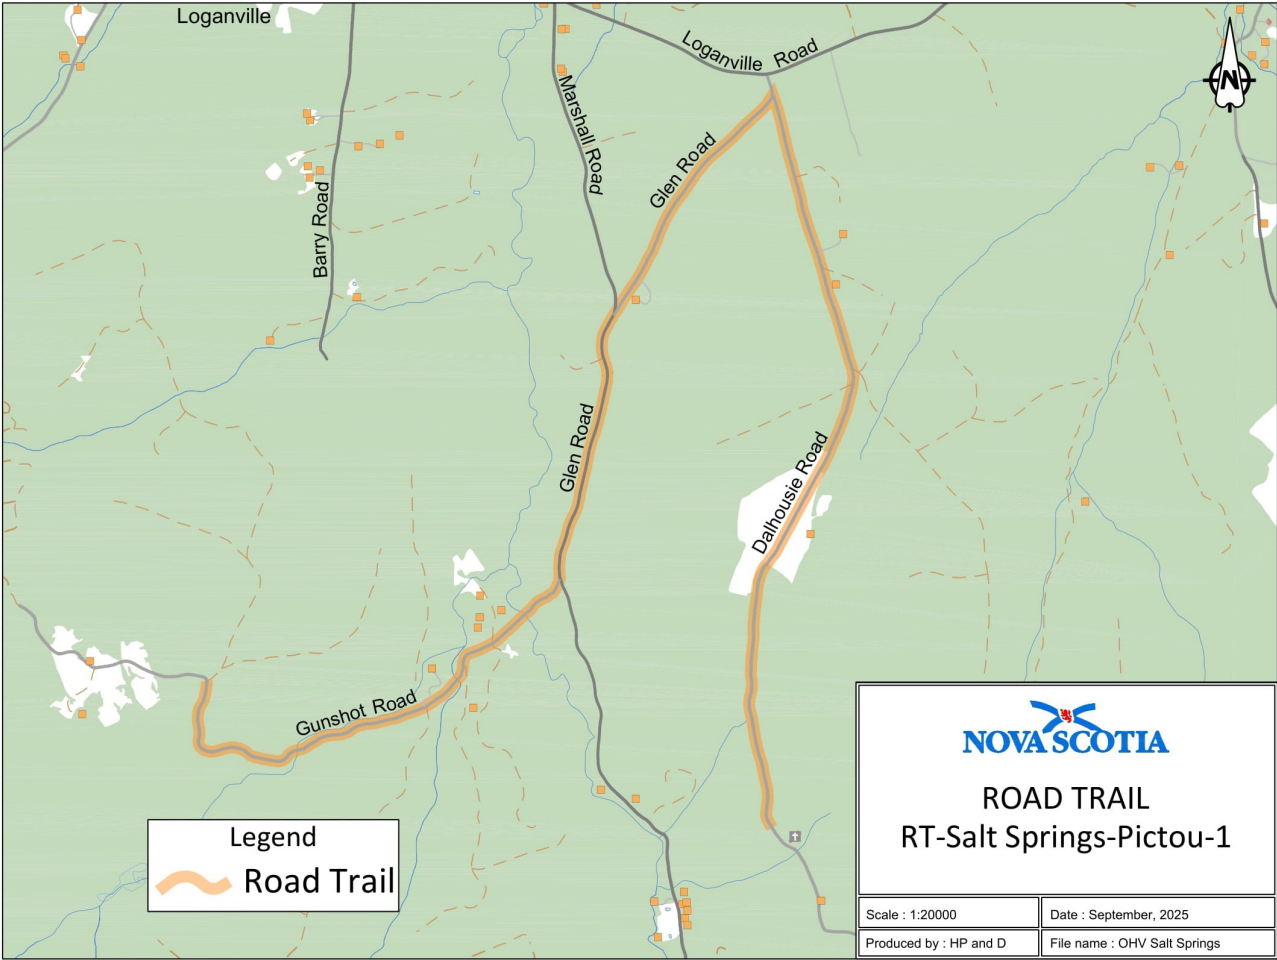 Loganville
Loganville Road
N
Marshall Road
Glen Road
Barry Road
Glen Road
Dalhousie Road
Gunshot Road
NOVA SCOTIA
ROAD TRAIL
RT-Salt Springs-Pictou-1
Legend
Road Trail
Scale : 1:20000
Date : September, 2025
Produced by : HP and D
File name : OHV Salt Springs